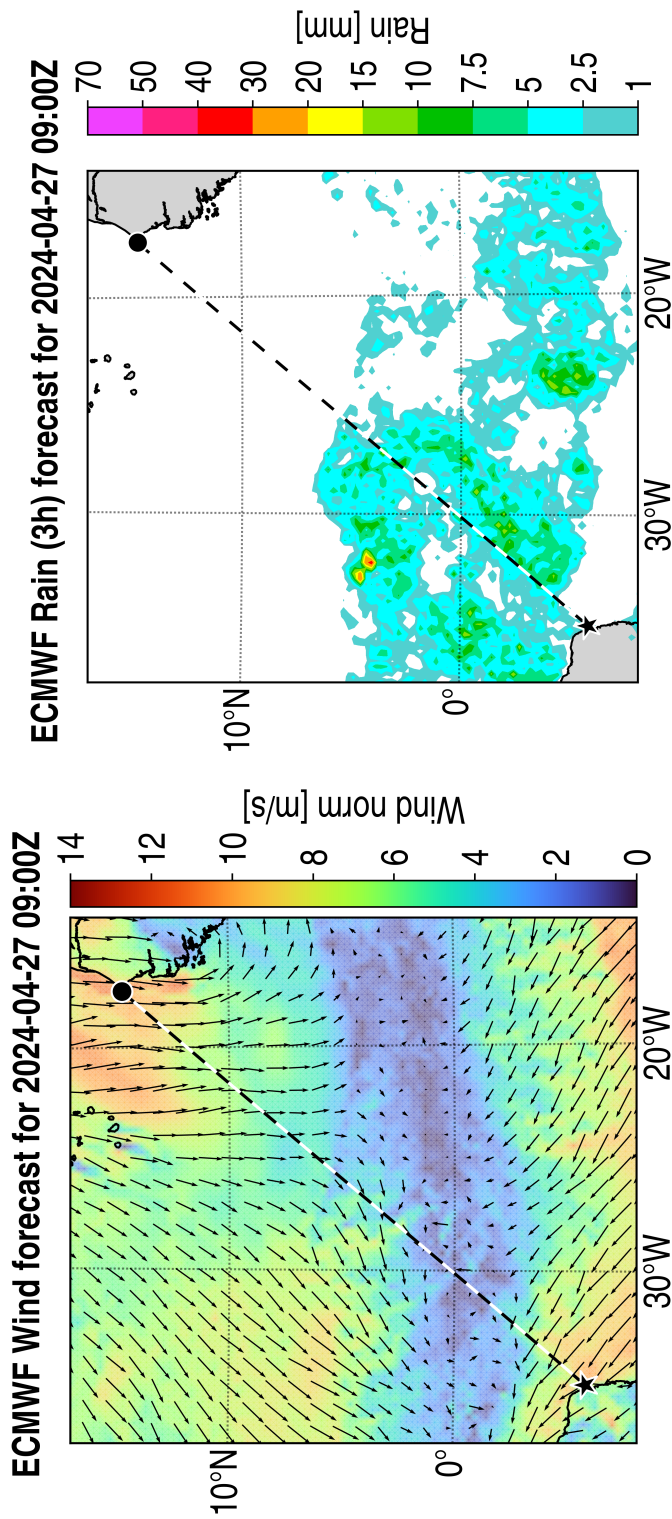 ECMWF Wind forecast for 2024-04-27 09:00Z
10°N
0°
30°W
20°W
14
12
10
8
6
4
2
0
Wind norm [m/s]
ECMWF Rain (3h) forecast for 2024-04-27 09:00Z
10°N
0°
30°W
20°W
70
50
40
30
20
15
10
7.5
5
2.5
1
Rain [mm]